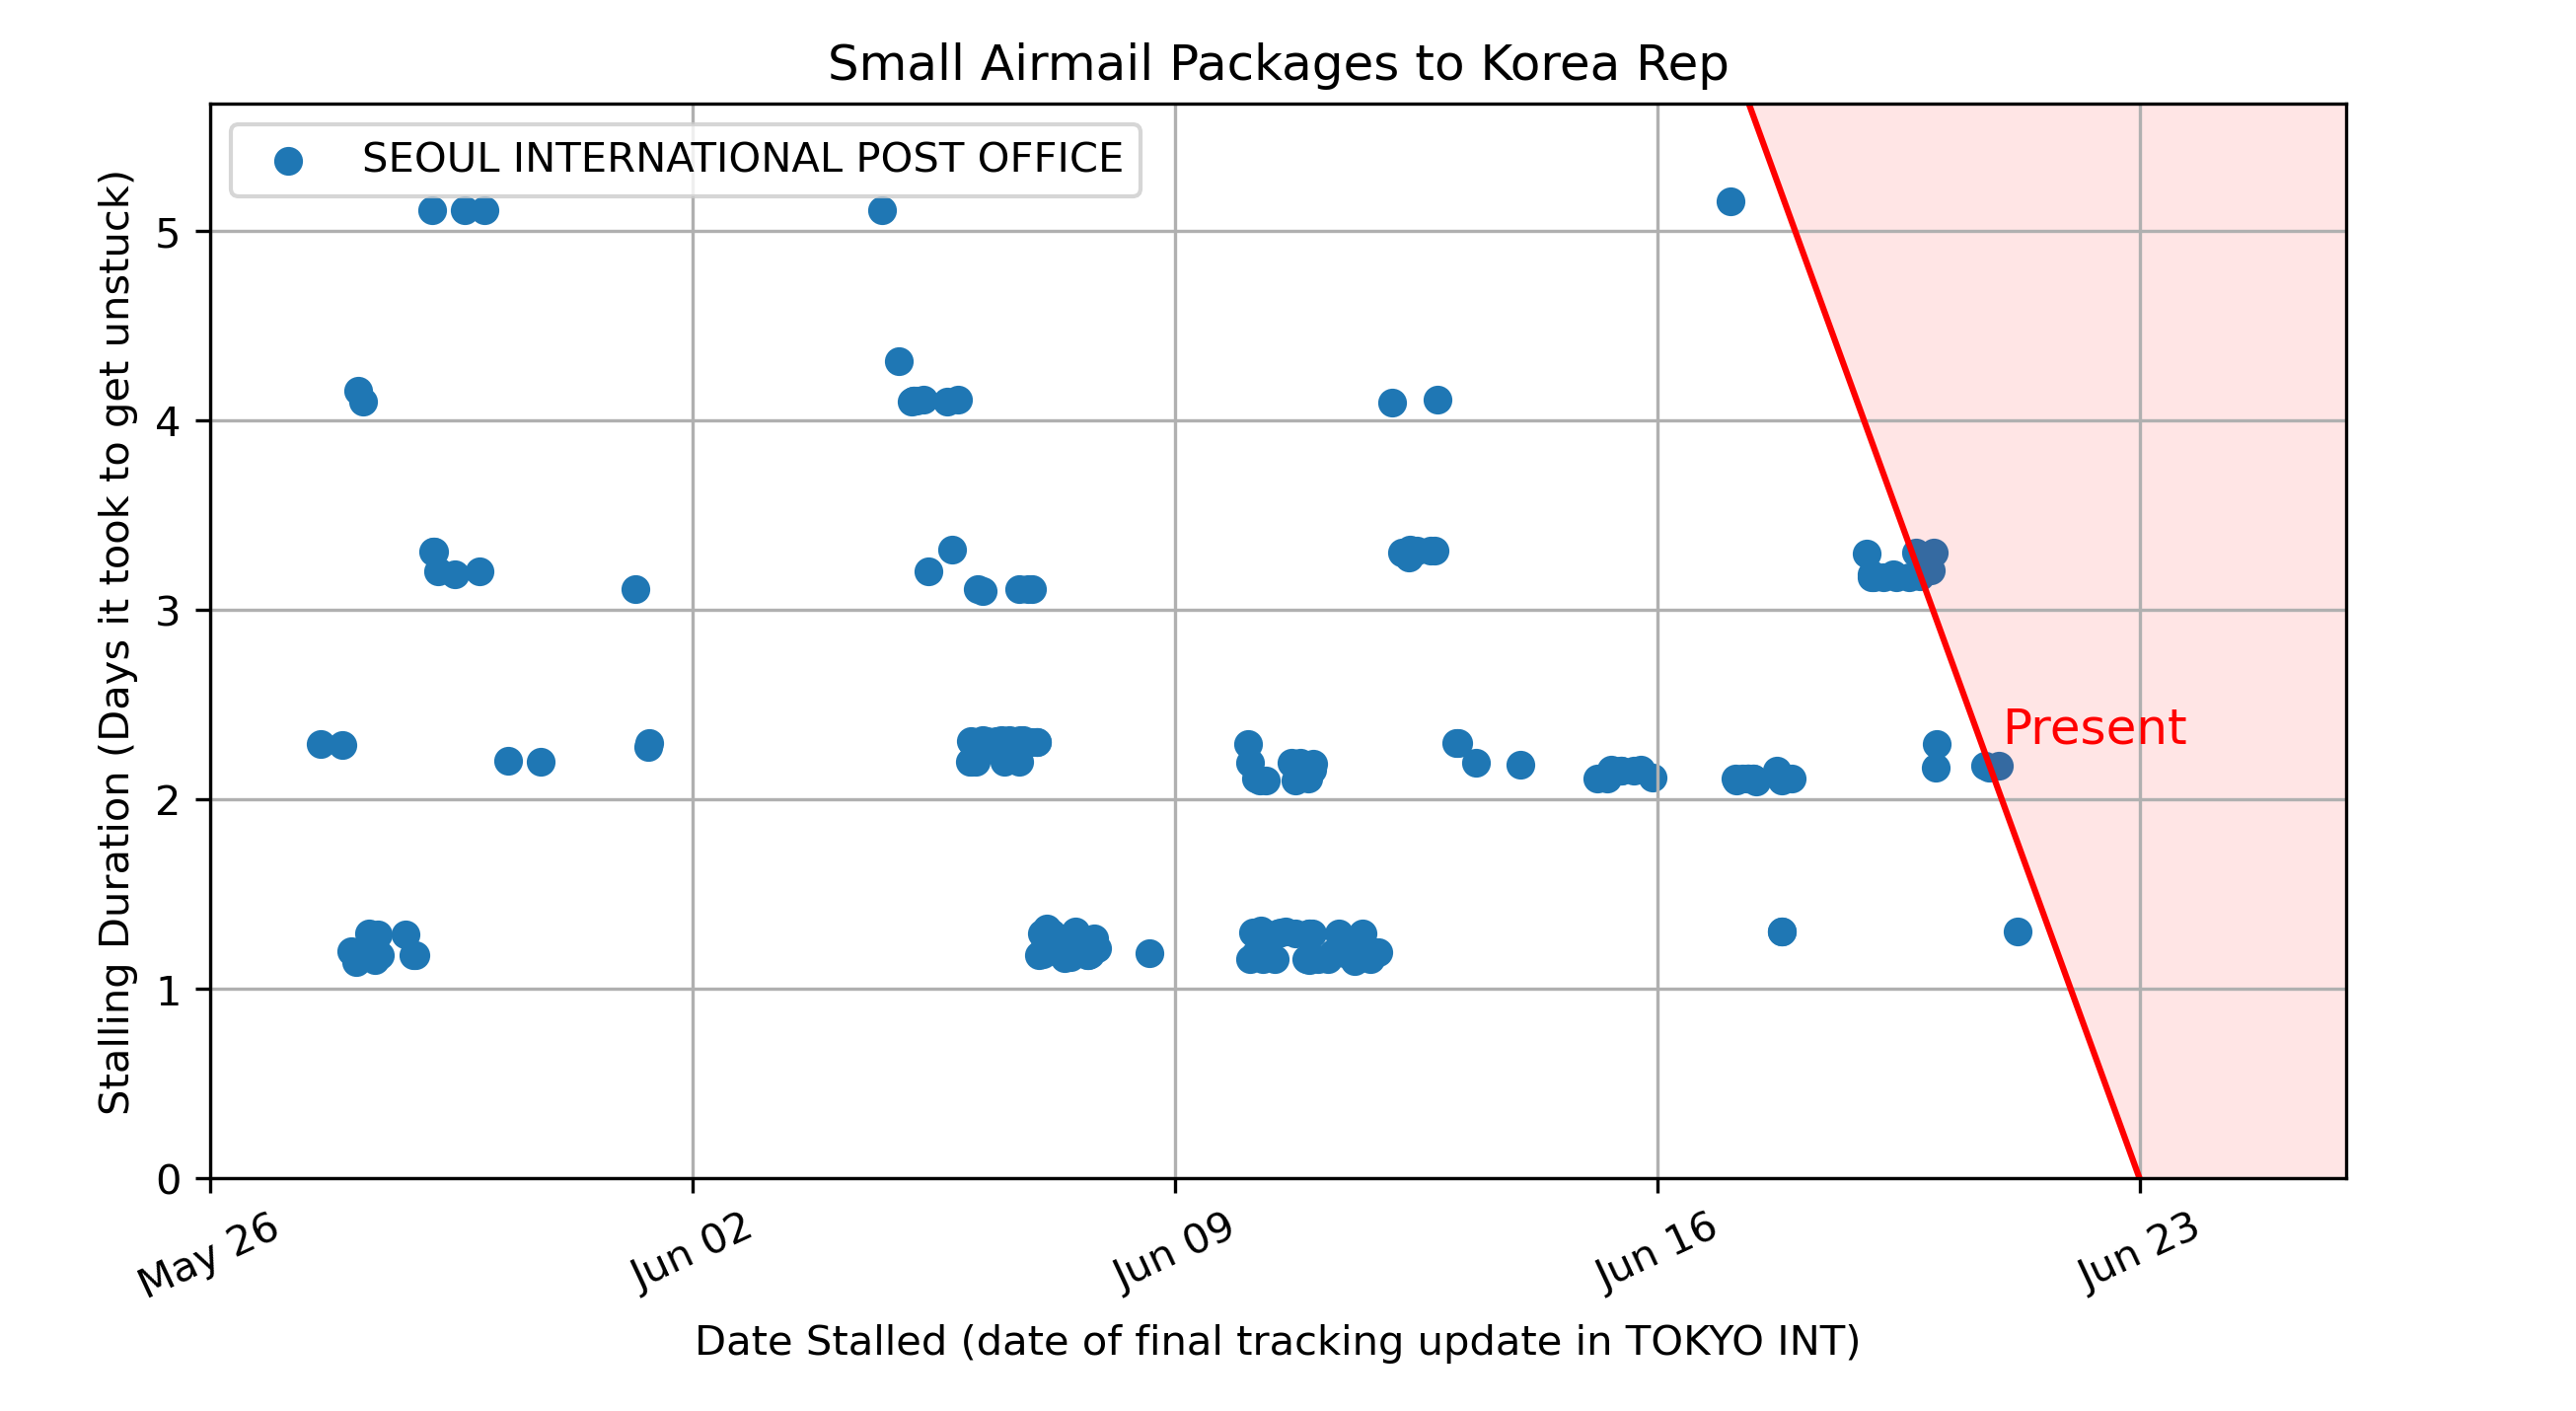 Small Airmail Packages to Korea Rep
SEOUL INTERNATIONAL POST OFFICE
Stalling Duration (Days it took to get unstuck)
5
4
3
2
1
0
Present
May 26
Jun 02
Jun 09
Jun 16
Jun 23
Date Stalled (date of final tracking update in TOKYO INT)